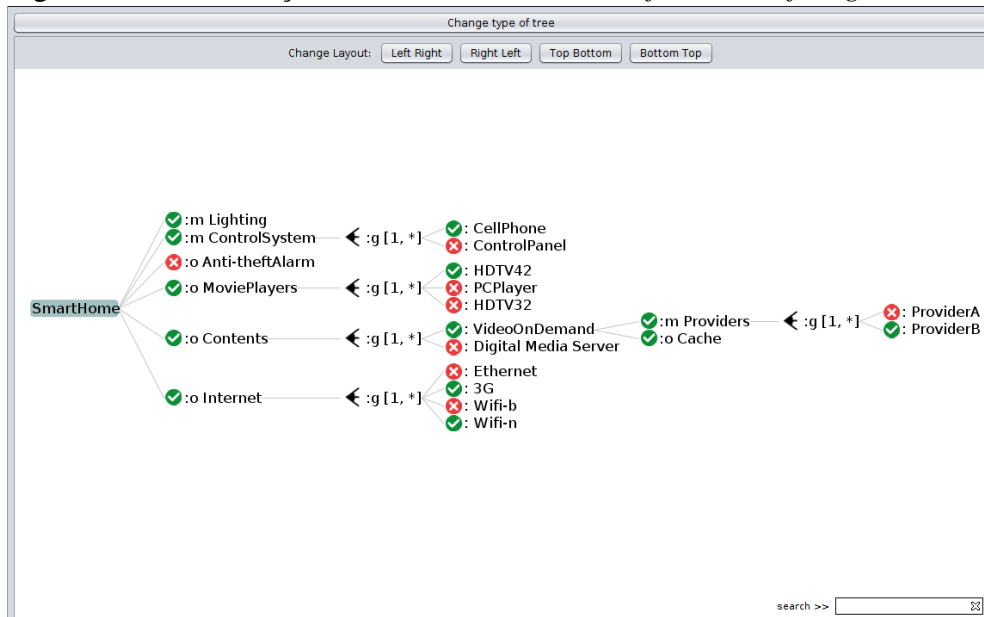 Change type of tree
Change Layout: Left Right Right Left Top Bottom Bottom Top
:m Lighting
:m ControlSystem :g [1, *] : CellPhone
: ControlPanel
:o Anti-theftAlarm
: HDTV42
:o MoviePlayers :g [1, *] : PCPlayer
: HDTV32
SmartHome
: VideoOnDemand :m Providers :g [1, *] : ProviderA
: ProviderB
:o Contents :g [1, *] : Digital Media Server :o Cache
: Ethernet
: 3G
:o Internet :g [1, *] : Wifi-b
: Wifi-n
search >>